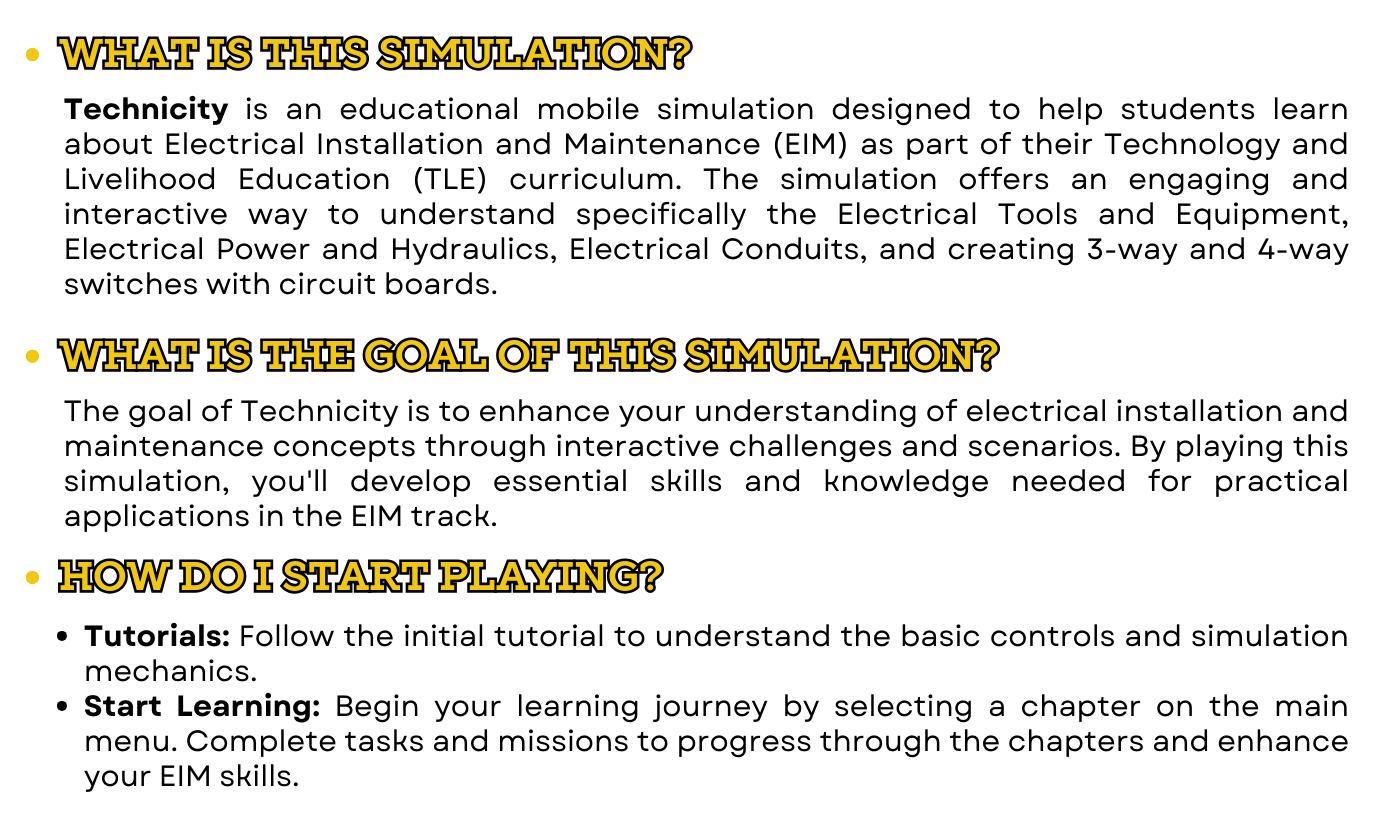 • WHAT IS THIS SIMULATION?
Technicity is an educational mobile simulation designed to help students learn
about Electrical Installation and Maintenance (EIM) as part of their Technology and
Livelihood Education (TLE) curriculum. The simulation offers an engaging and
interactive way to understand specifically the Electrical Tools and Equipment,
Electrical Power and Hydraulics, Electrical Conduits, and creating 3-way and 4-way
switches with circuit boards.
• WHAT IS THE GOAL OF THIS SIMULATION?
The goal of Technicity is to enhance your understanding of electrical installation and
maintenance concepts through interactive challenges and scenarios. By playing this
simulation, you'll develop essential skills and knowledge needed for practical
applications in the EIM track.
• HOW DO I START PLAYING?
• Tutorials: Follow the initial tutorial to understand the basic controls and simulation
mechanics.
• Start Learning: Begin your learning journey by selecting a chapter on the main
menu. Complete tasks and missions to progress through the chapters and enhance
your EIM skills.